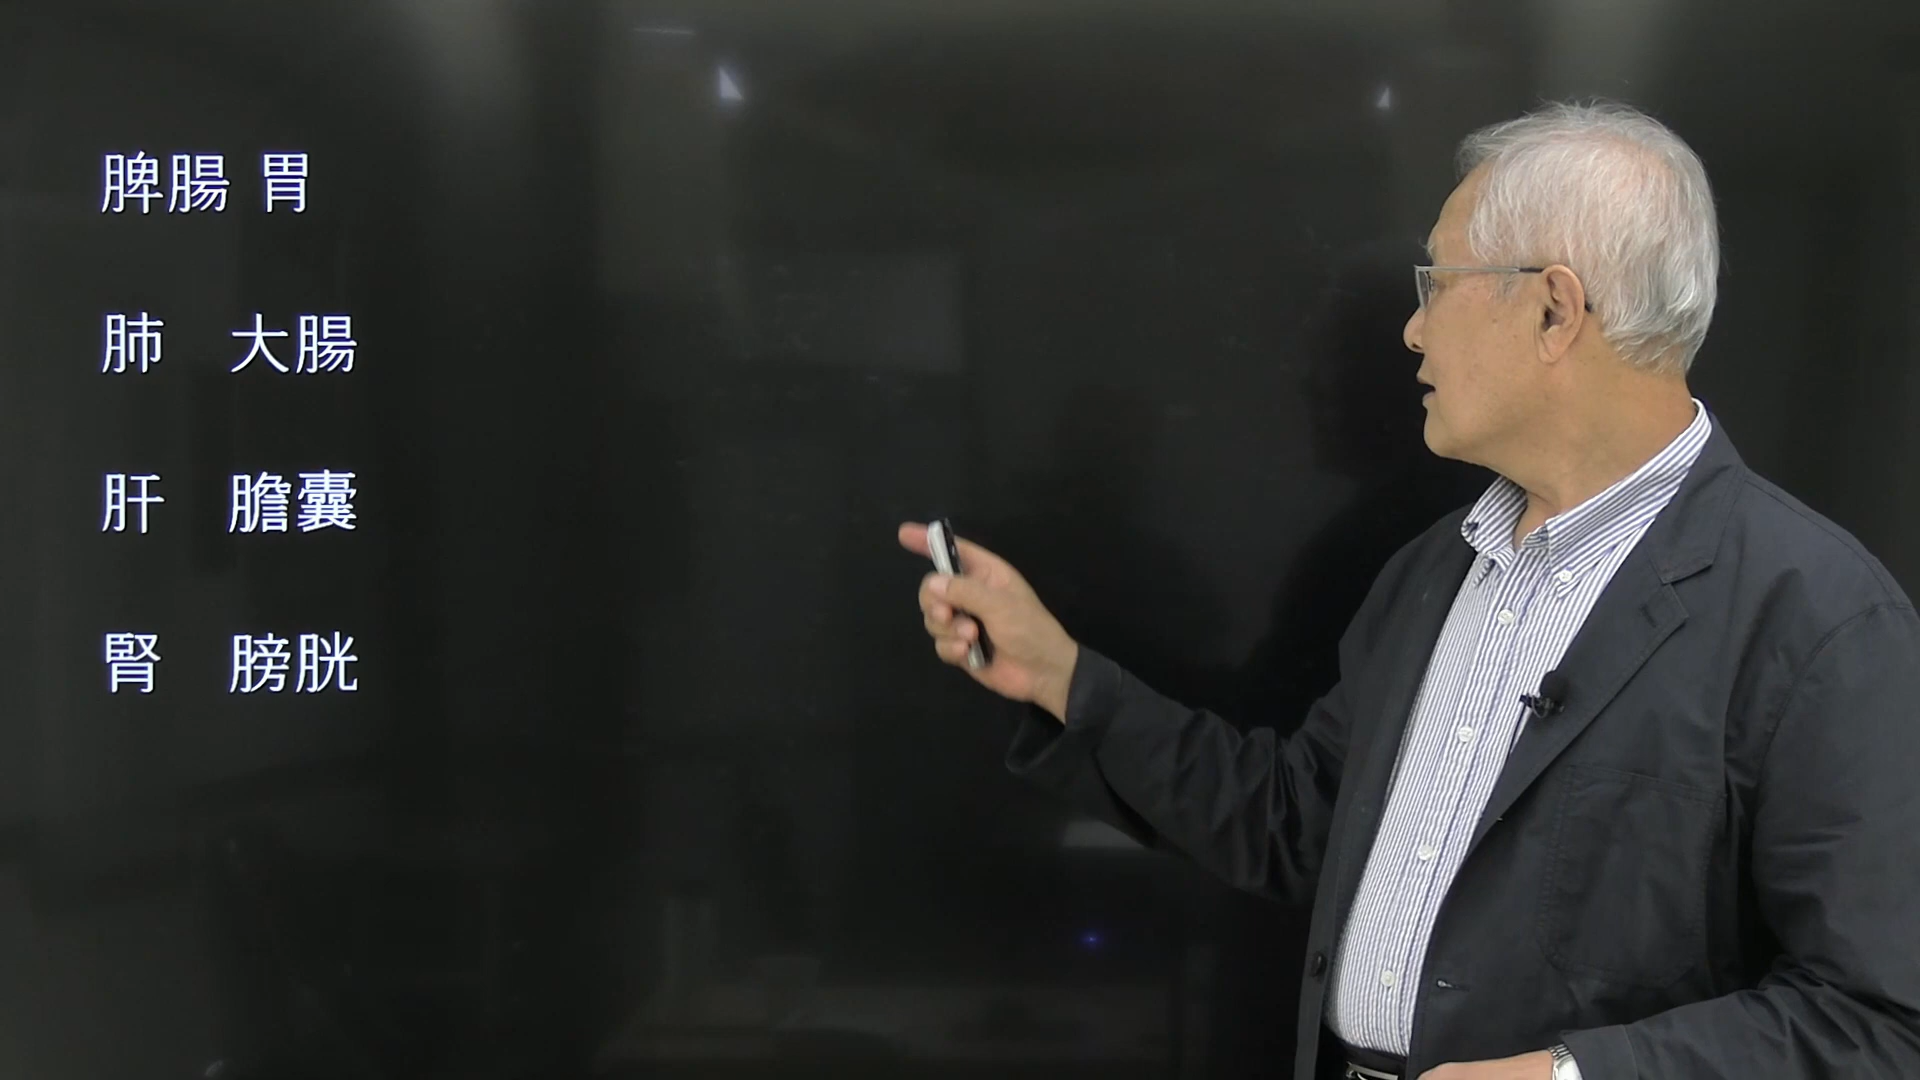 脾腸 胃
肺　大腸
肝　膽囊
腎　膀胱